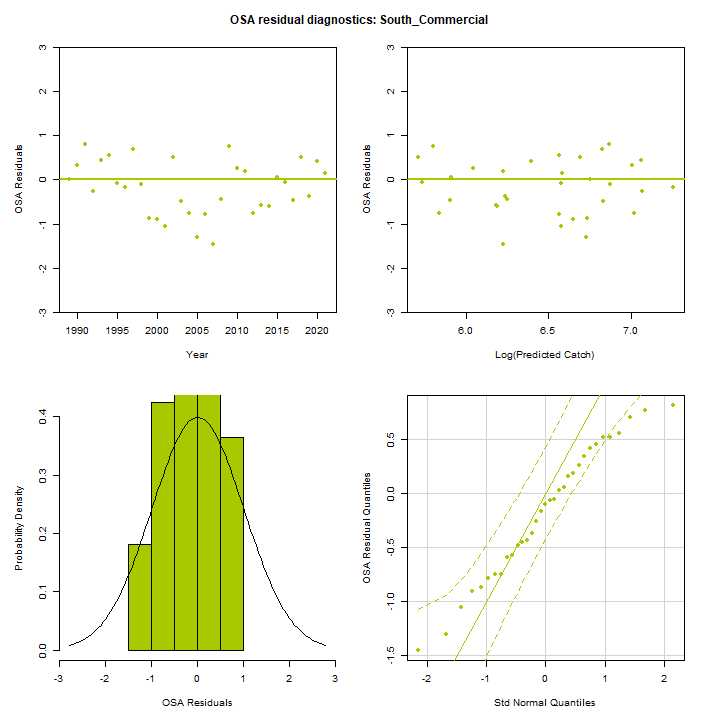 OSA residual diagnostics: South_Commercial
3
2
1
0
-1
-2
-3
OSA Residuals
1990 1995 2000 2005 2010 2015 2020
Year
3
2
1
0
-1
-2
-3
OSA Residuals
6.0 6.5 7.0
Log(Predicted Catch)
0.4
0.3
0.2
0.1
0.0
Probability Density
-3 -2 -1 0 1 2 3
OSA Residuals
0.5
0.0
-0.5
-1.0
-1.5
OSA Residual Quantiles
-2 -1 0 1 2
Std Normal Quantiles